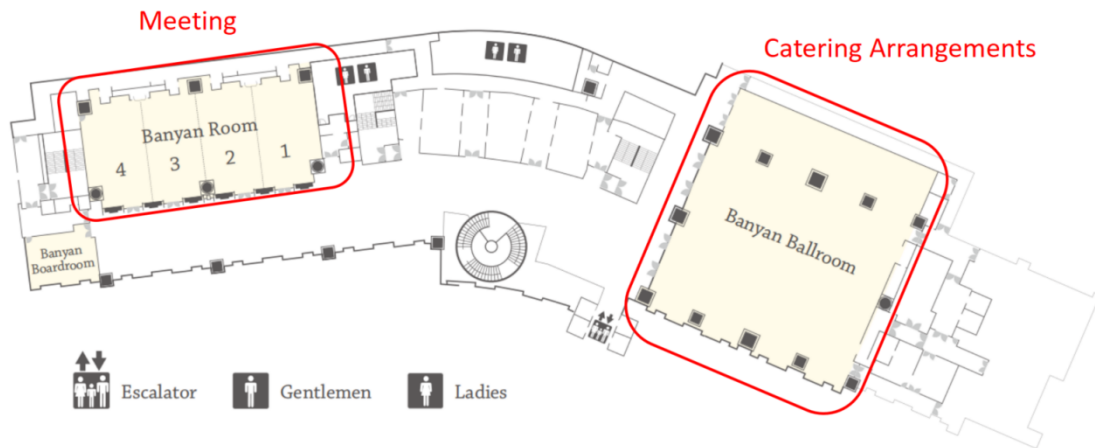 Meeting
Catering Arrangements
Banyan Room
4
3
2
1
Banyan Ballroom
Banyan
Boardroom
Escalator
Gentlemen
Ladies